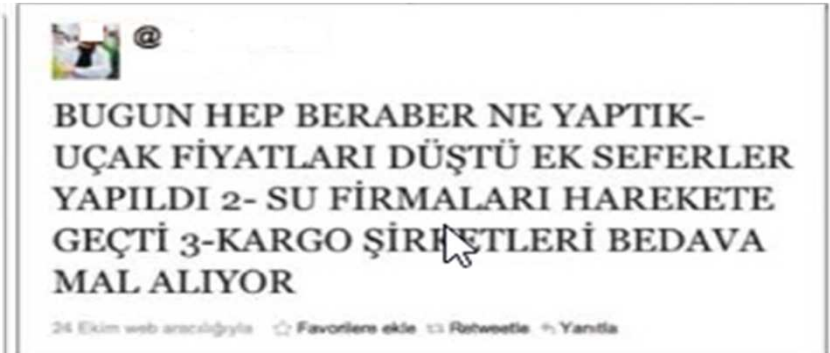 @
BUGUN HEP BERABER NE YAPTIK-
UÇAK FİYATLARI DÜŞTÜ EK SEFERLER
YAPILDI 2- SU FİRMALARI HAREKETE
GEÇTİ 3-KARGO ŞİRKETLERİ BEDAVA
MAL ALIYOR
24 Ekim web aracılığıyla Favorilere ekle Retweetle Yanıtla